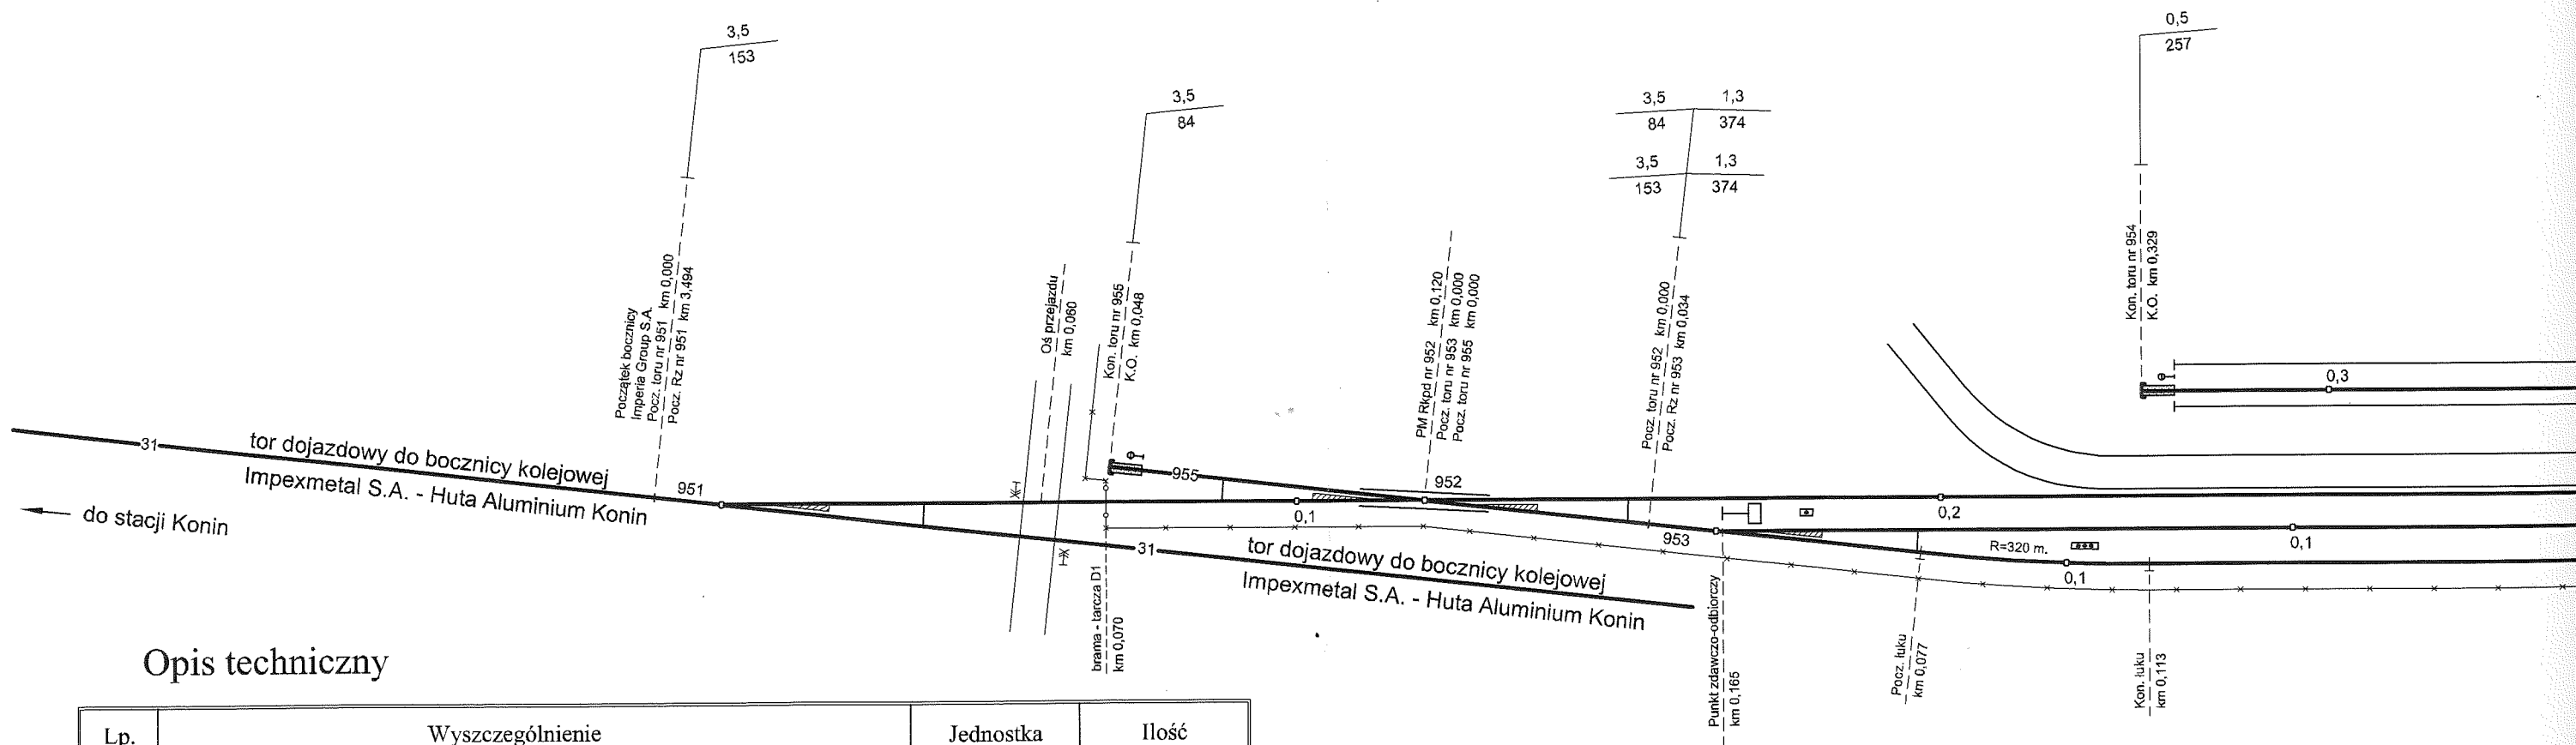 3,5
153
3,5
84
3,5 1,3
84 374
3,5 1,3
153 374
0,5
257
Początek bocznicy
Imperia Group S.A.
Pocz. toru nr 951 km 0,000
Pocz. Rz nr 951 km 3,494
Oś przejazdu
km 0,060
Kon. toru nr 955
K.O. km 0,048
PM Rkpd nr 952 km 0,120
Pocz. toru nr 953 km 0,000
Pocz. toru nr 955 km 0,000
Pocz. toru nr 952 km 0,000
Pocz. Rz nr 953 km 0,034
Kon. toru nr 954
K.O. km 0,329
0,3
31
tor dojazdowy do bocznicy kolejowej
Impexmetal S.A. - Huta Aluminium Konin
do stacji Konin
951
955
952
0,1
0,2
953
R=320 m.
0,1
0,1
31
tor dojazdowy do bocznicy kolejowej
Impexmetal S.A. - Huta Aluminium Konin
brama - tarcza D1
km 0,070
Punkt zdawczo-odbiorczy
km 0,165
Pocz. łuku
km 0,077
Kon. łuku
km 0,113
Opis techniczny
Lp. Wyszczególnienie Jednostka Ilość